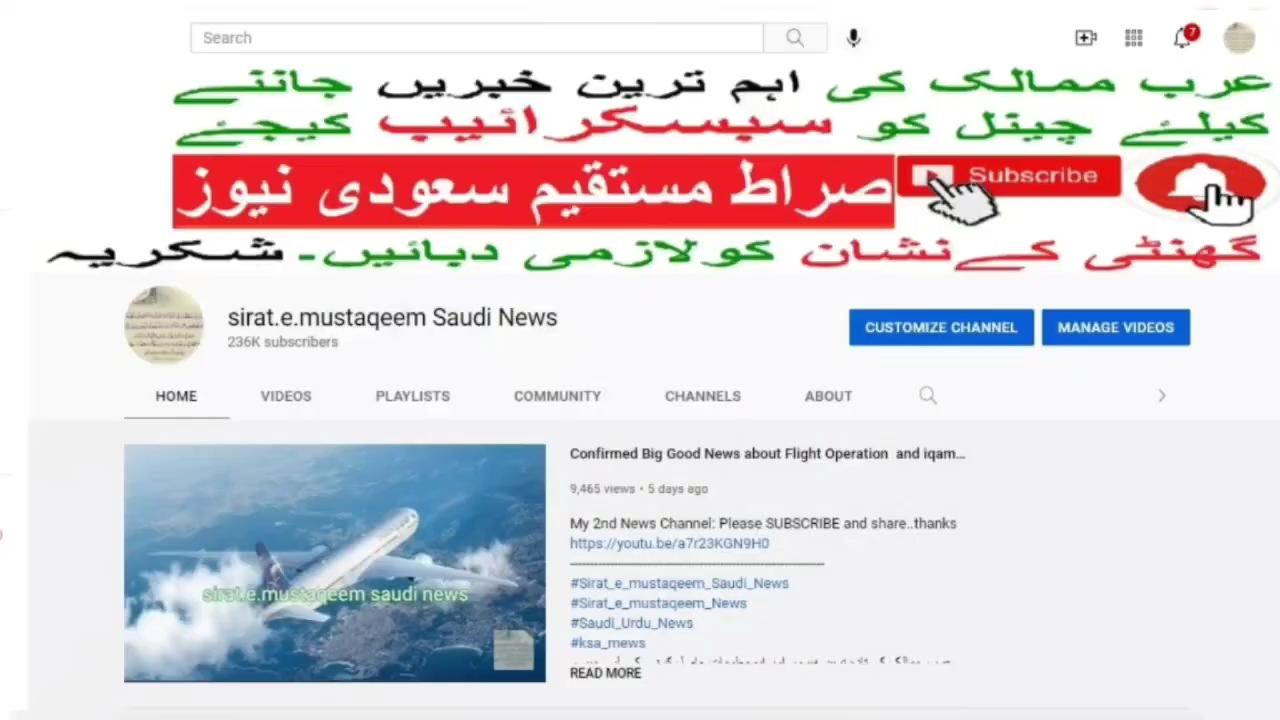 Search
7
عرب ممالک کی اہم ترین خبریں جاننے
کیلئے چینل کو سبسکرائیب کیجئے
صراط مستقیم سعودی نیوز
Subscribe
گھنٹی کے نشان کو لازمی دبائیں۔ شکریہ
sirat.e.mustaqeem Saudi News
236K subscribers
CUSTOMIZE CHANNEL
MANAGE VIDEOS
HOME VIDEOS PLAYLISTS COMMUNITY CHANNELS ABOUT
sirat.e.mustaqeem saudi news
Confirmed Big Good News about Flight Operation and iqam...
9,465 views • 5 days ago
My 2nd News Channel: Please SUBSCRIBE and share..thanks
https://youtu.be/a7r23KGN9H0
--------------------------------------------------------------
#Sirat_e_mustaqeem_Saudi_News
#Sirat_e_mustaqeem_News
#Saudi_Urdu_News
#ksa_mews
READ MORE